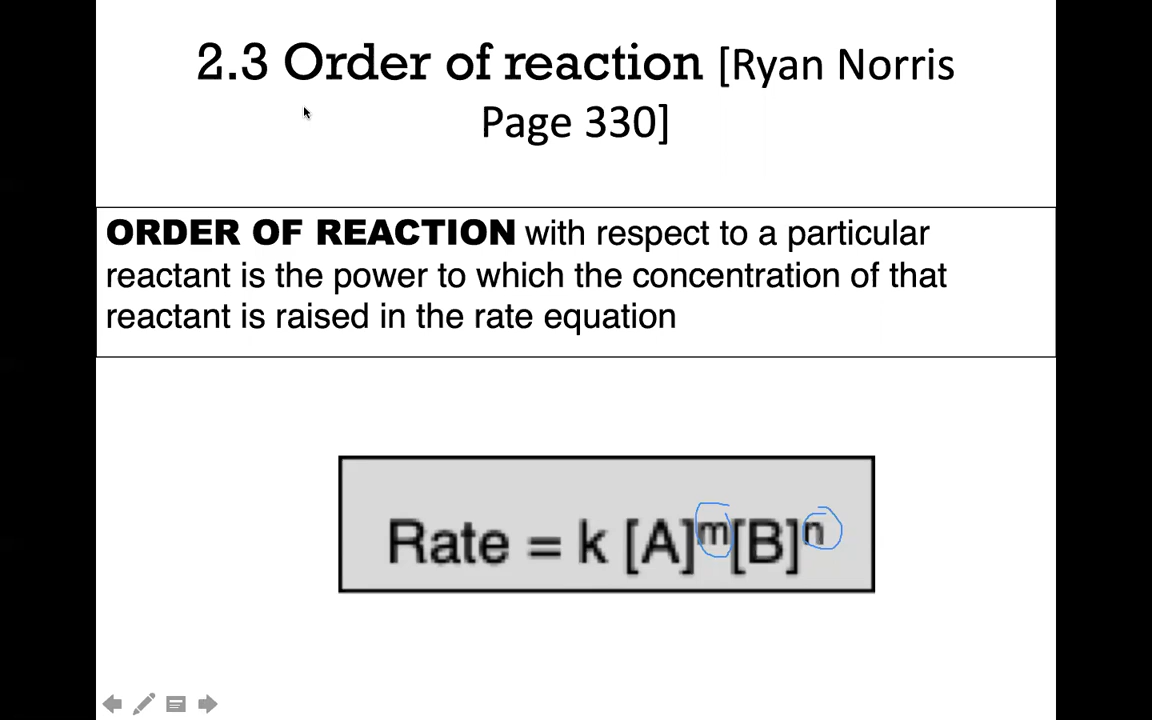 2.3 Order of reaction [Ryan Norris
Page 330]
ORDER OF REACTION with respect to a particular
reactant is the power to which the concentration of that
reactant is raised in the rate equation
Rate = k [A]ᵐ[B]ⁿ